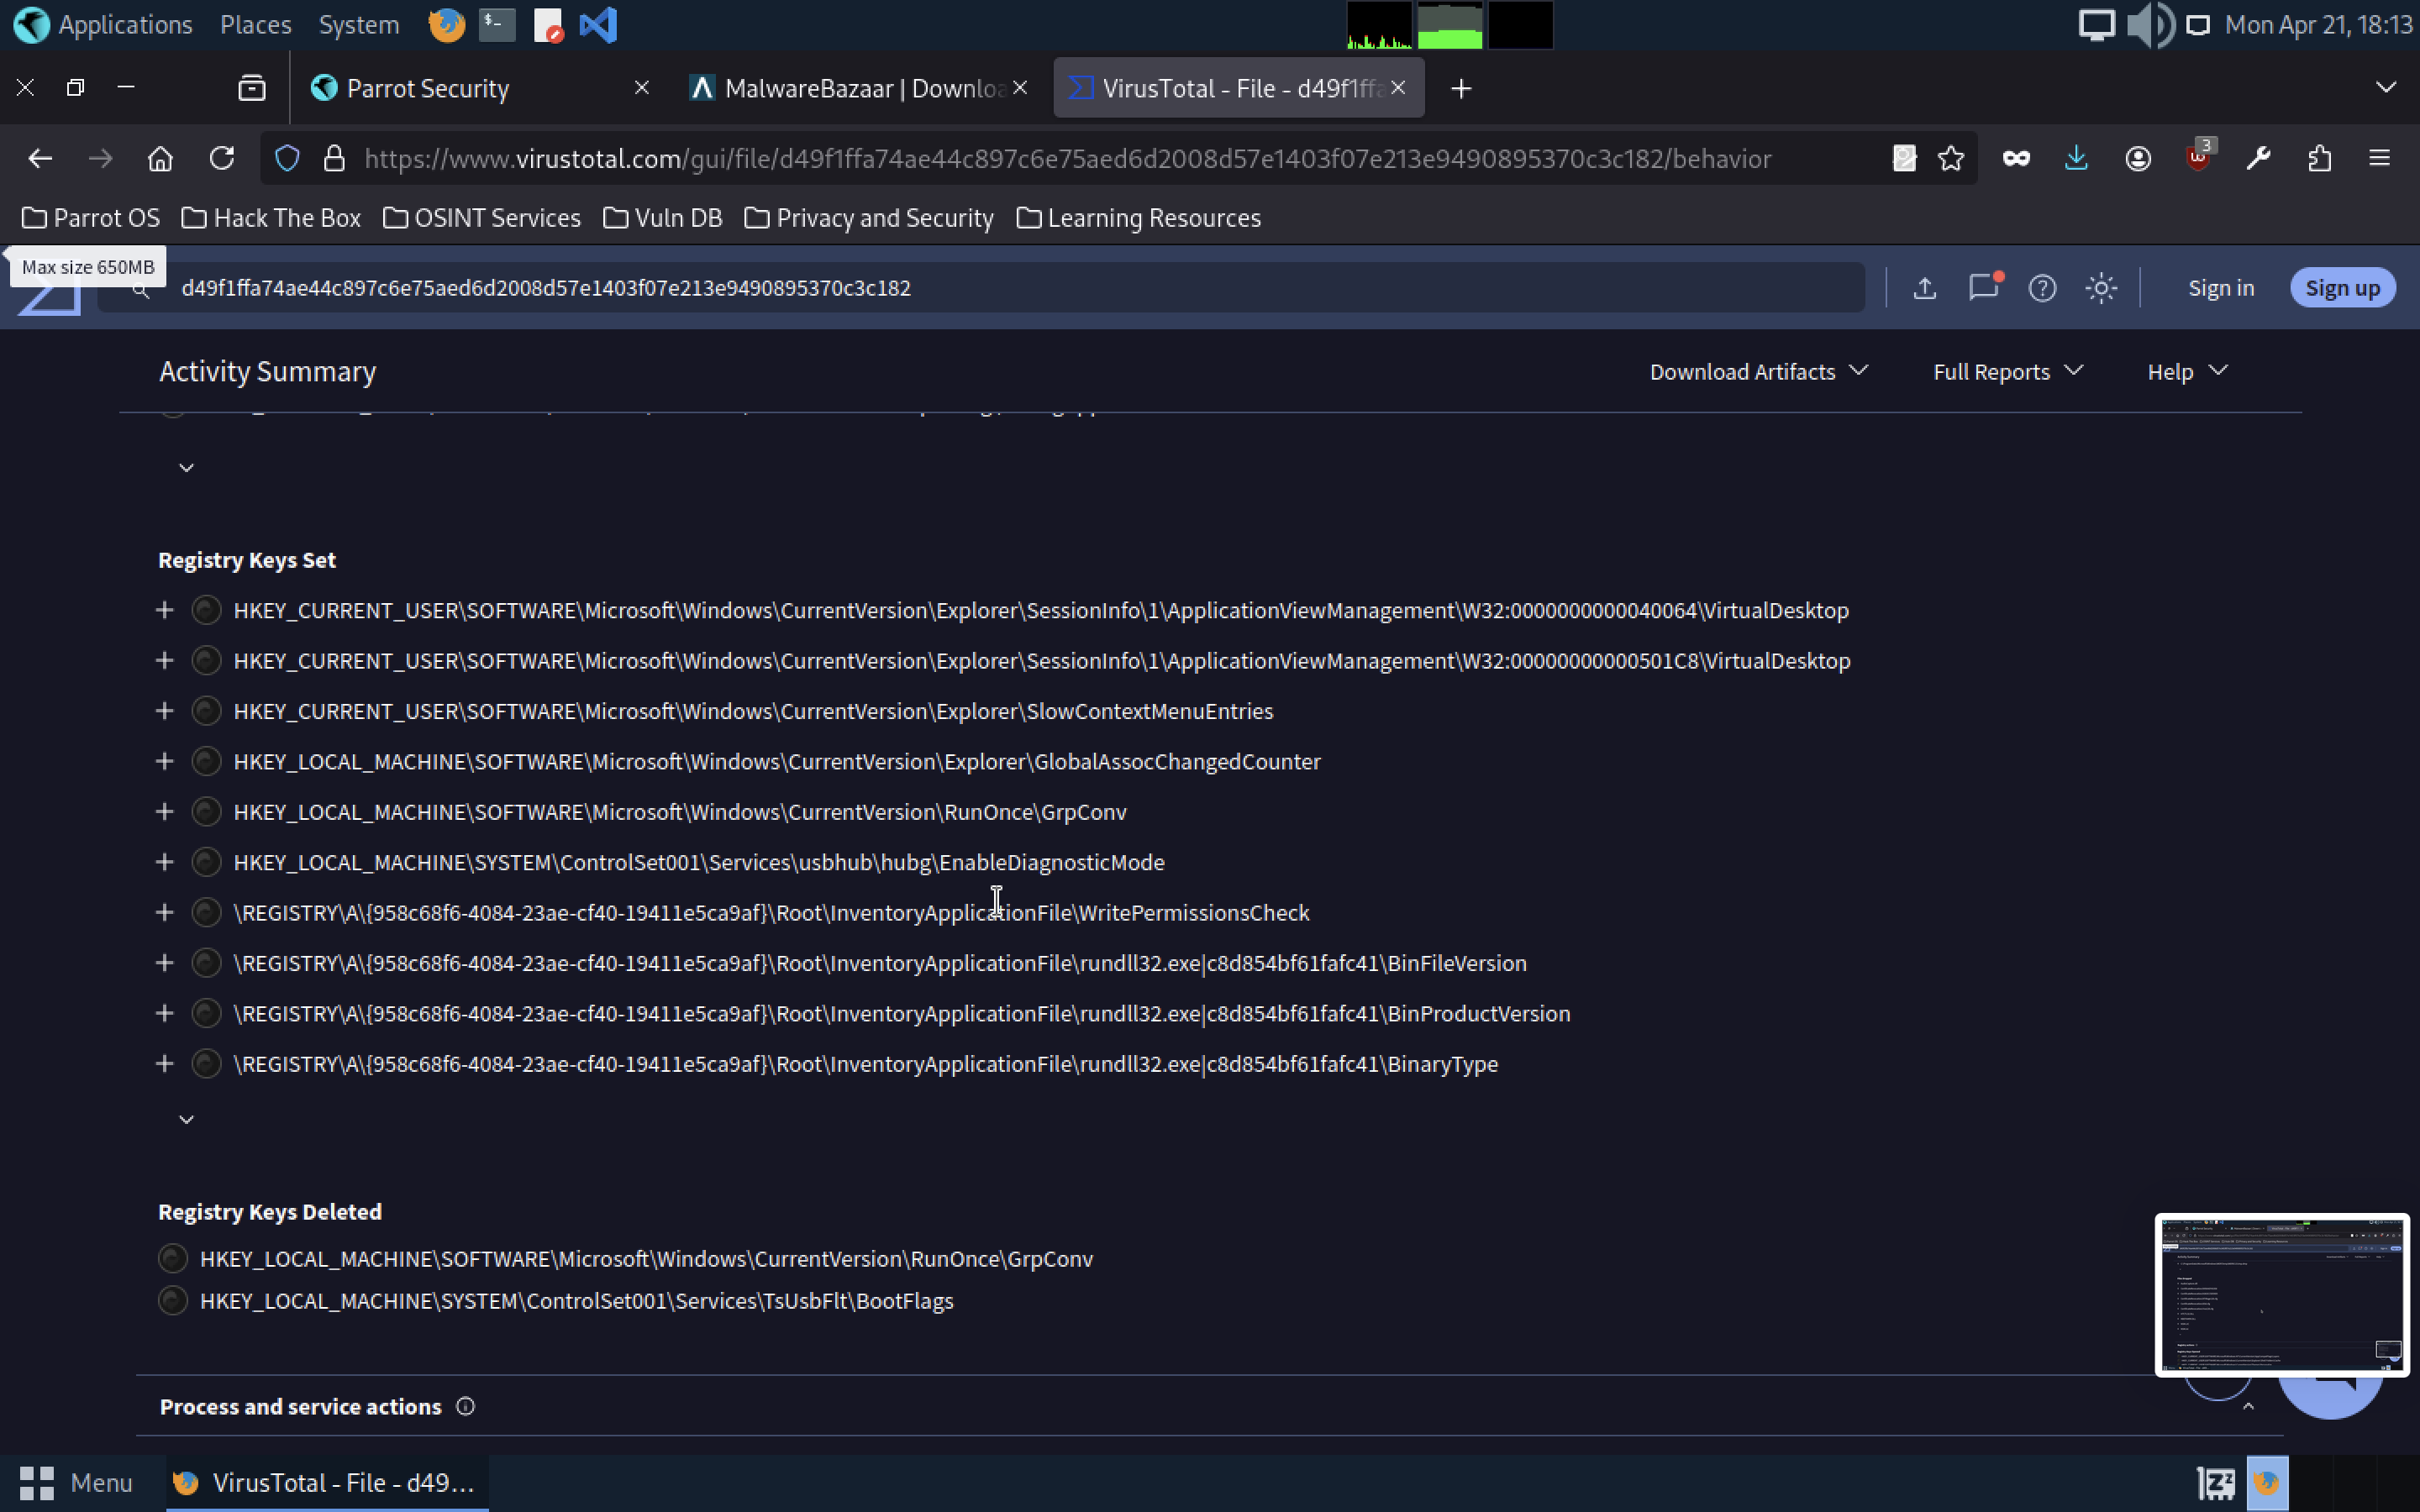 Applications Places System Mon Apr 21, 18:13
Parrot Security MalwareBazaar | Downloa VirusTotal - File - d49f1ffa
https://www.virustotal.com/gui/file/d49f1ffa74ae44c897c6e75aed6d2008d57e1403f07e213e9490895370c3c182/behavior 3
Parrot OS Hack The Box OSINT Services Vuln DB Privacy and Security Learning Resources
Max size 650MB
d49f1ffa74ae44c897c6e75aed6d2008d57e1403f07e213e9490895370c3c182 Sign in Sign up
Activity Summary Download Artifacts Full Reports Help
Registry Keys Set
HKEY_CURRENT_USER\SOFTWARE\Microsoft\Windows\CurrentVersion\Explorer\SessionInfo\1\ApplicationViewManagement\W32:0000000000040064\VirtualDesktop
HKEY_CURRENT_USER\SOFTWARE\Microsoft\Windows\CurrentVersion\Explorer\SessionInfo\1\ApplicationViewManagement\W32:00000000000501C8\VirtualDesktop
HKEY_CURRENT_USER\SOFTWARE\Microsoft\Windows\CurrentVersion\Explorer\SlowContextMenuEntries
HKEY_LOCAL_MACHINE\SOFTWARE\Microsoft\Windows\CurrentVersion\Explorer\GlobalAssocChangedCounter
HKEY_LOCAL_MACHINE\SOFTWARE\Microsoft\Windows\CurrentVersion\RunOnce\GrpConv
HKEY_LOCAL_MACHINE\SYSTEM\ControlSet001\Services\usbhub\hubg\EnableDiagnosticMode
\REGISTRY\A\{958c68f6-4084-23ae-cf40-19411e5ca9af}\Root\InventoryApplicationFile\WritePermissionsCheck
\REGISTRY\A\{958c68f6-4084-23ae-cf40-19411e5ca9af}\Root\InventoryApplicationFile\rundll32.exe|c8d854bf61fafc41\BinFileVersion
\REGISTRY\A\{958c68f6-4084-23ae-cf40-19411e5ca9af}\Root\InventoryApplicationFile\rundll32.exe|c8d854bf61fafc41\BinProductVersion
\REGISTRY\A\{958c68f6-4084-23ae-cf40-19411e5ca9af}\Root\InventoryApplicationFile\rundll32.exe|c8d854bf61fafc41\BinaryType
Registry Keys Deleted
HKEY_LOCAL_MACHINE\SOFTWARE\Microsoft\Windows\CurrentVersion\RunOnce\GrpConv
HKEY_LOCAL_MACHINE\SYSTEM\ControlSet001\Services\TsUsbFlt\BootFlags
Process and service actions
Menu VirusTotal - File - d49...